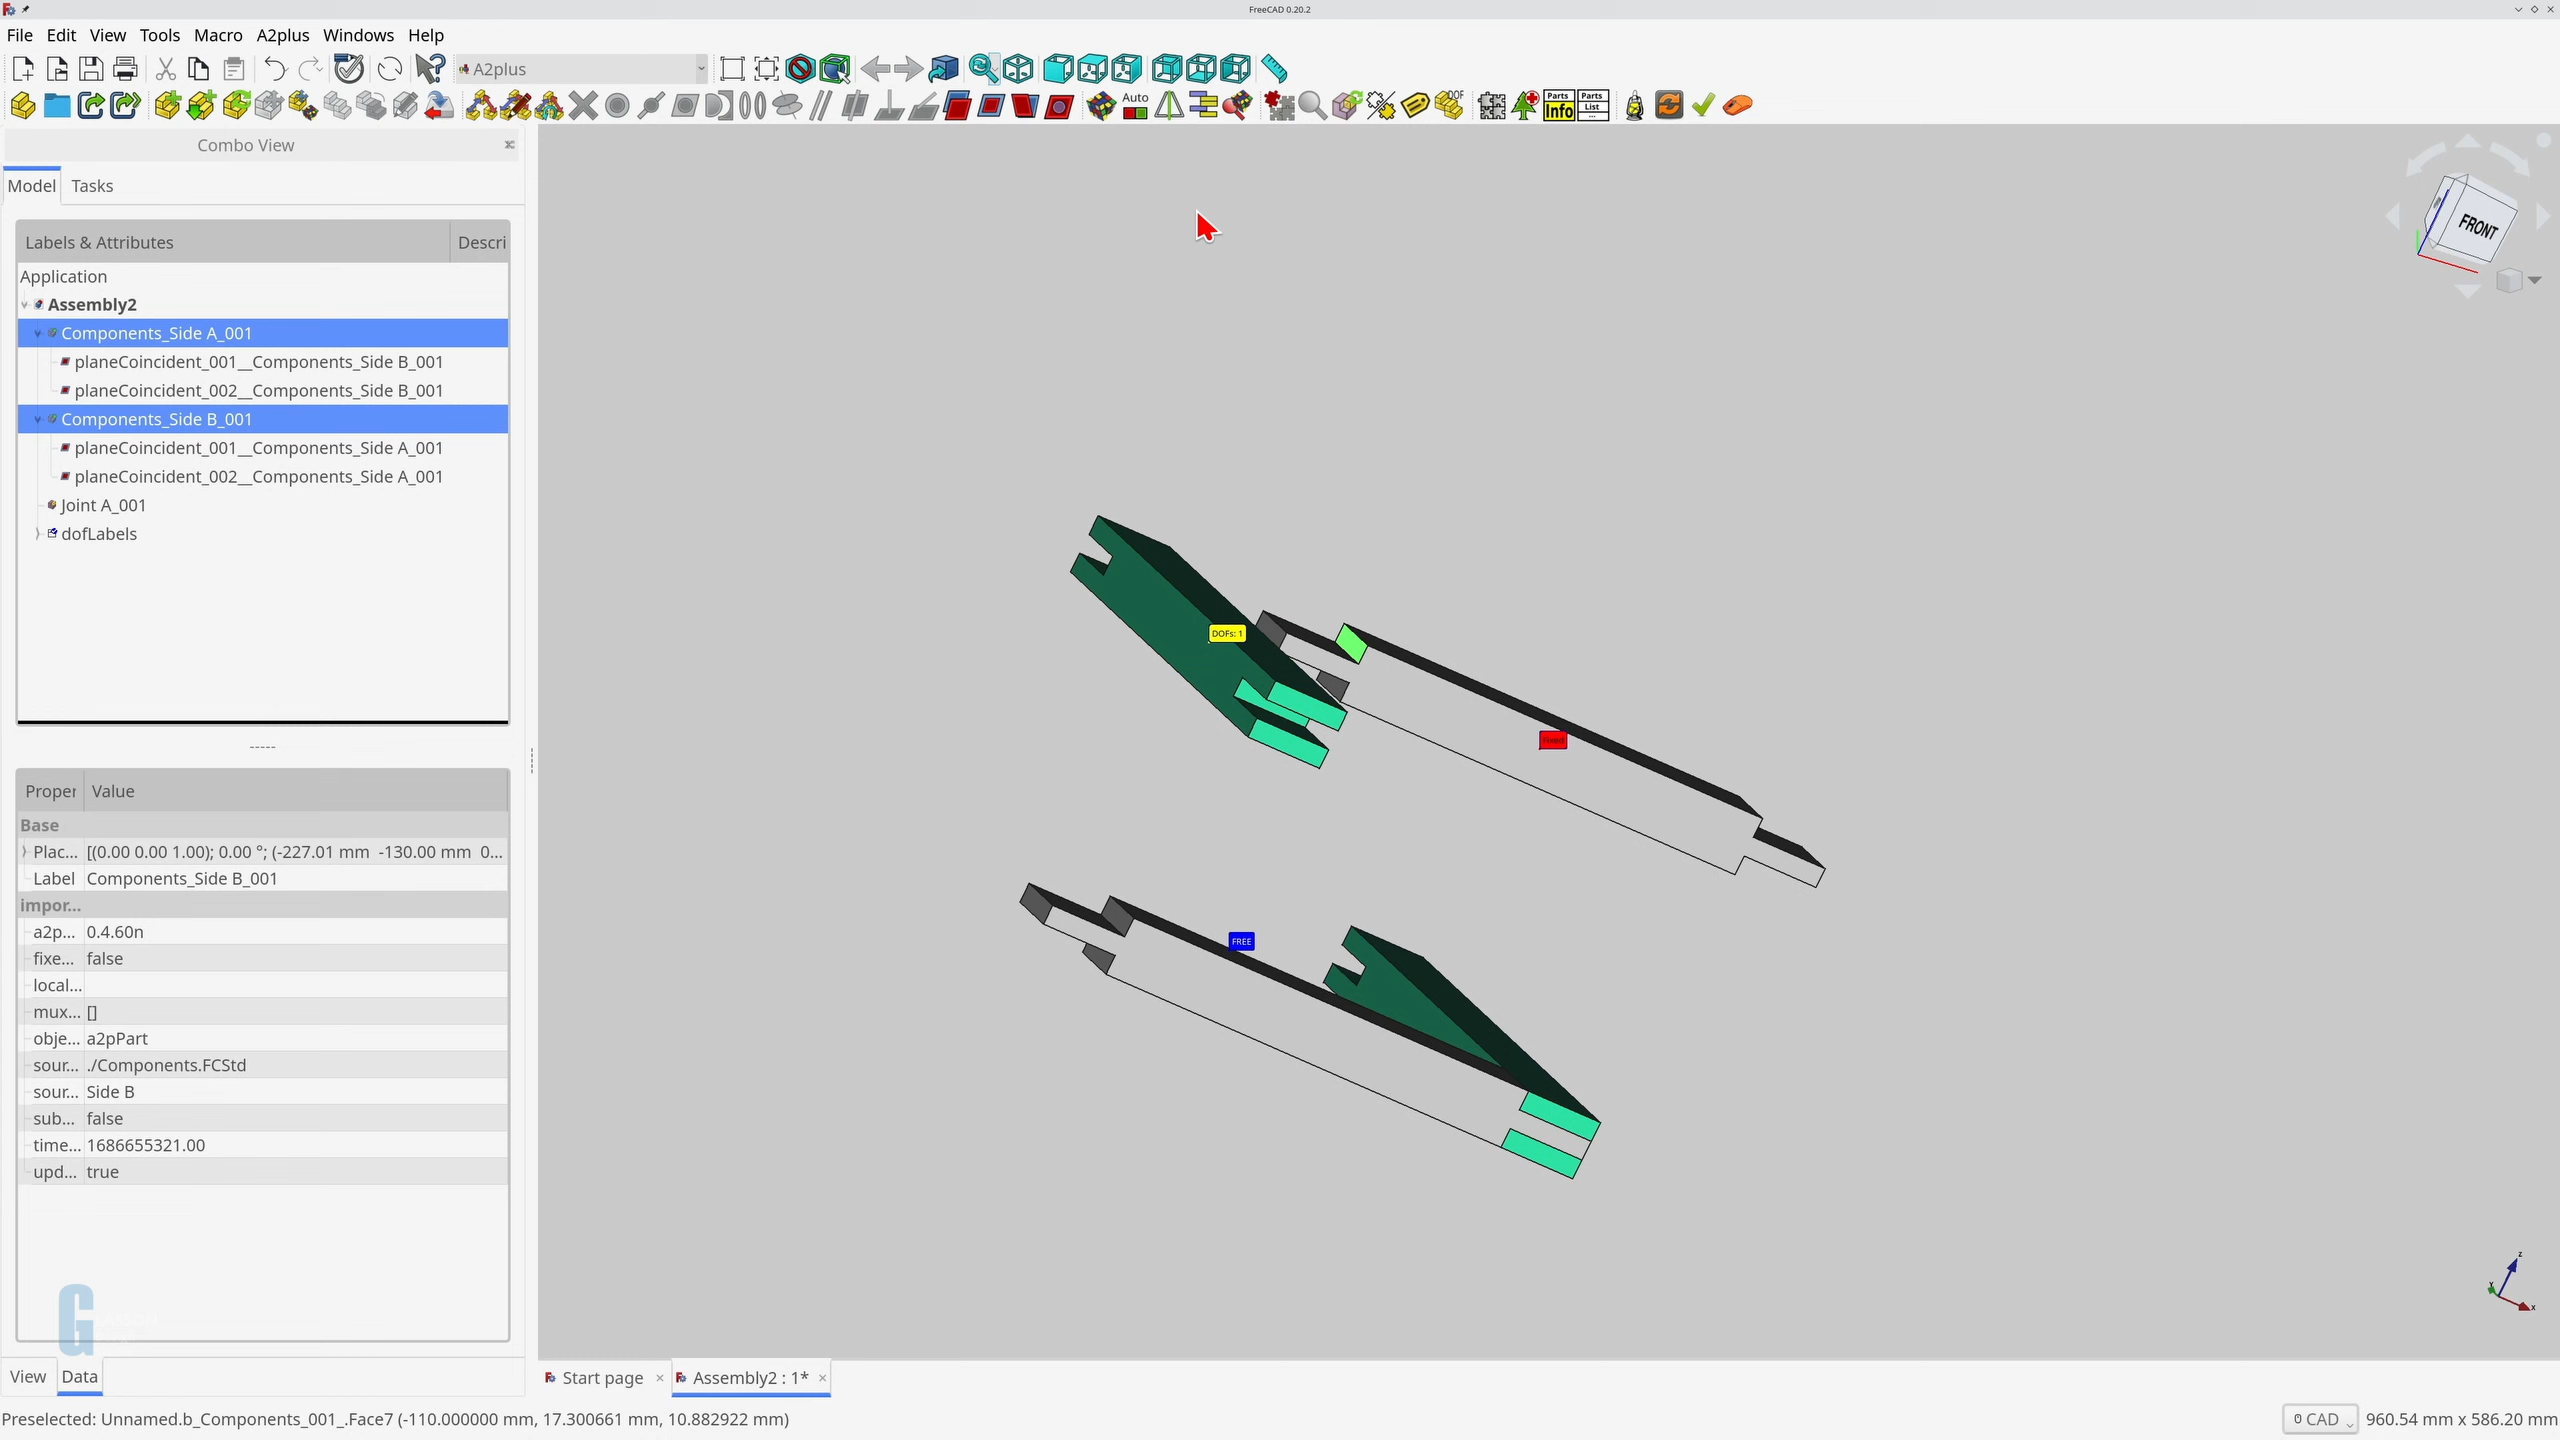 FreeCAD 0.20.2
File Edit View Tools Macro A2plus Windows Help
A2plus
Auto
DOF
Parts
Info
Parts
List
...
Combo View
Model Tasks
Labels & Attributes Descri
Application
Assembly2
Components_Side A_001
planeCoincident_001__Components_Side B_001
planeCoincident_002__Components_Side B_001
Components_Side B_001
planeCoincident_001__Components_Side A_001
planeCoincident_002__Components_Side A_001
Joint A_001
dofLabels
Proper Value
Base
Plac... [(0.00 0.00 1.00); 0.00 °; (-227.01 mm -130.00 mm 0...
Label Components_Side B_001
impor...
a2p... 0.4.60n
fixe... false
local...
mux... []
obje... a2pPart
sour... ./Components.FCStd
sour... Side B
sub... false
time... 1686655321.00
upd... true
G
View Data
FRONT
DOFs: 1
Fixed
FREE
z
Y
x
Start page Assembly2 : 1*
Preselected: Unnamed.b_Components_001_.Face7 (-110.000000 mm, 17.300661 mm, 10.882922 mm)
CAD 960.54 mm x 586.20 mm